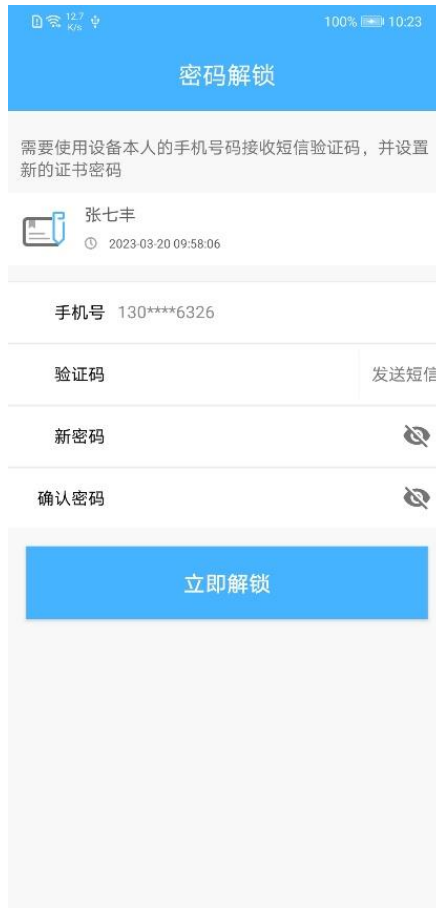 12.7 K/s 100% 10:23
密码解锁
需要使用设备本人的手机号码接收短信验证码，并设置
新的证书密码
张七丰
2023-03-20 09:58:06
手机号 130****6326
验证码 发送短信
新密码
确认密码
立即解锁